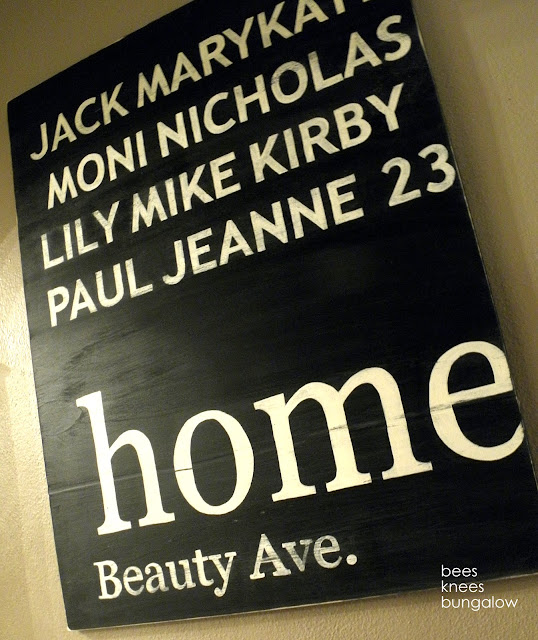 JACK MARYKAT
MONI NICHOLAS
LILY MIKE KIRBY
PAUL JEANNE 23
home
Beauty Ave.
bees
knees
bungalow